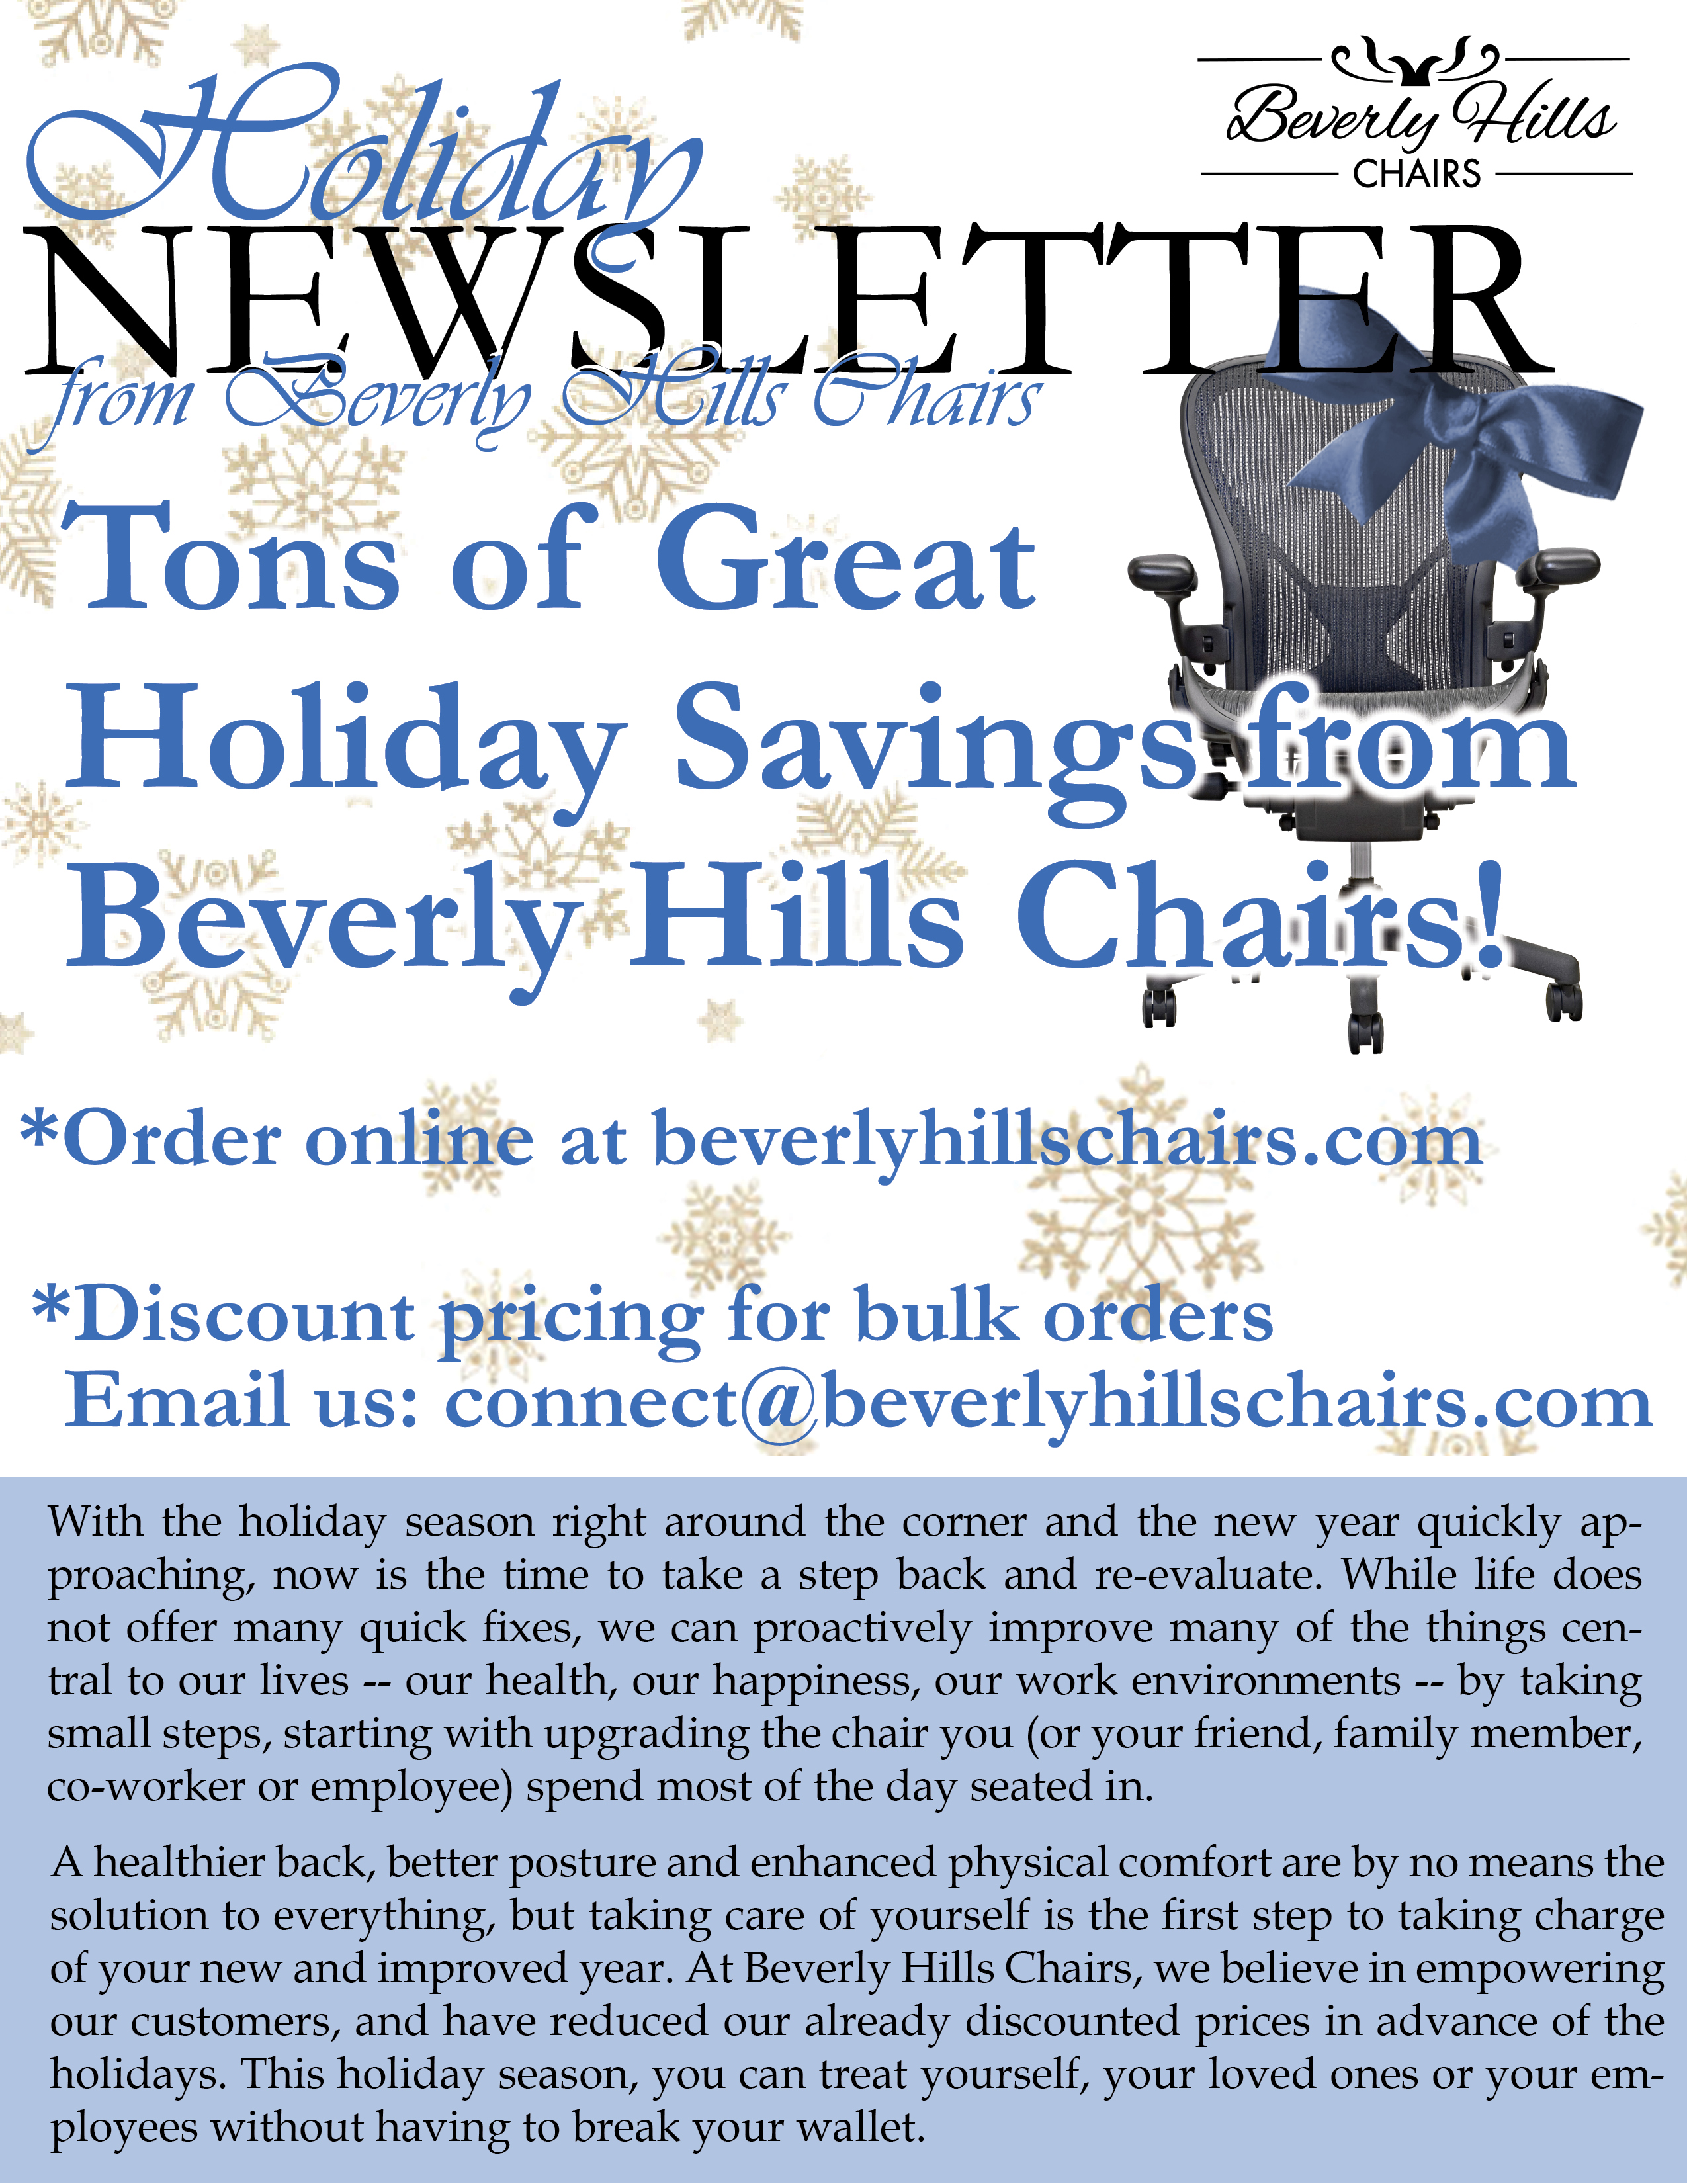 Beverly Hills
CHAIRS
Holiday
NEWSLETTER
from Beverly Hills Chairs
Tons of Great
Holiday Savings from
Beverly Hills Chairs!
*Order online at beverlyhillschairs.com
*Discount pricing for bulk orders
Email us: connect@beverlyhillschairs.com
With the holiday season right around the corner and the new year quickly ap-
proaching, now is the time to take a step back and re-evaluate. While life does
not offer many quick fixes, we can proactively improve many of the things cen-
tral to our lives -- our health, our happiness, our work environments -- by taking
small steps, starting with upgrading the chair you (or your friend, family member,
co-worker or employee) spend most of the day seated in.
A healthier back, better posture and enhanced physical comfort are by no means the
solution to everything, but taking care of yourself is the first step to taking charge
of your new and improved year. At Beverly Hills Chairs, we believe in empowering
our customers, and have reduced our already discounted prices in advance of the
holidays. This holiday season, you can treat yourself, your loved ones or your em-
ployees without having to break your wallet.